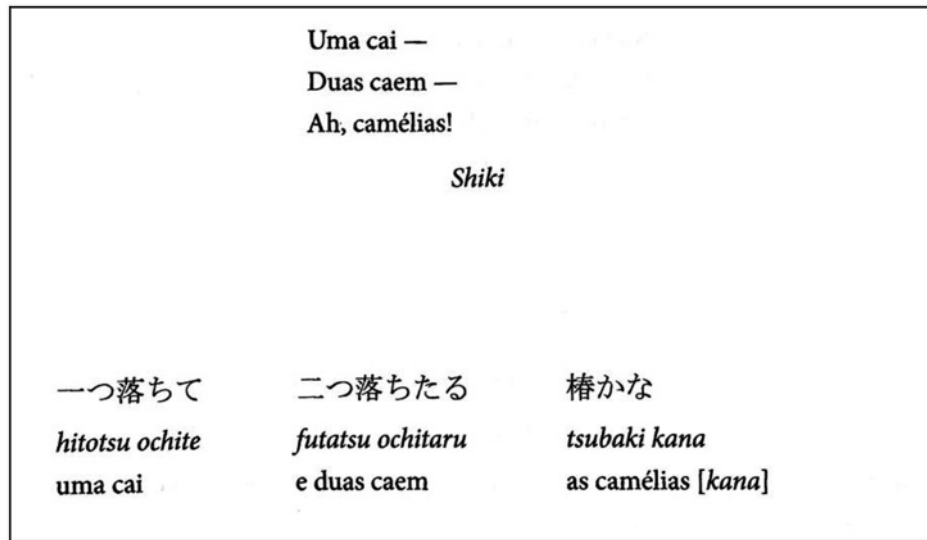 Uma cai —
Duas caem —
Ah, camélias!
Shiki
一つ落ちて 二つ落ちたる 椿かな
hitotsu ochite futatsu ochitaru tsubaki kana
uma cai e duas caem as camélias [kana]